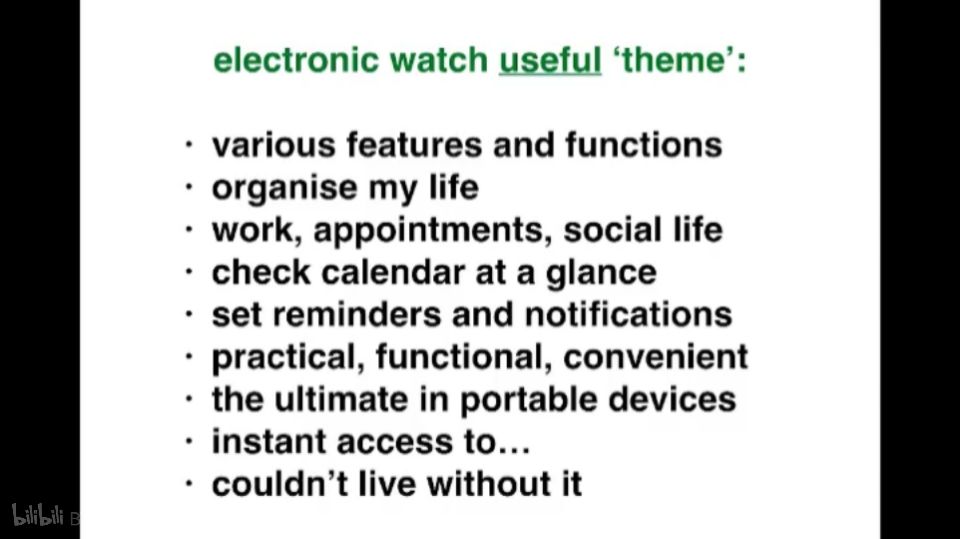 electronic watch useful ‘theme’:
· various features and functions
· organise my life
· work, appointments, social life
· check calendar at a glance
· set reminders and notifications
· practical, functional, convenient
· the ultimate in portable devices
· instant access to…
· couldn’t live without it
bilibili B